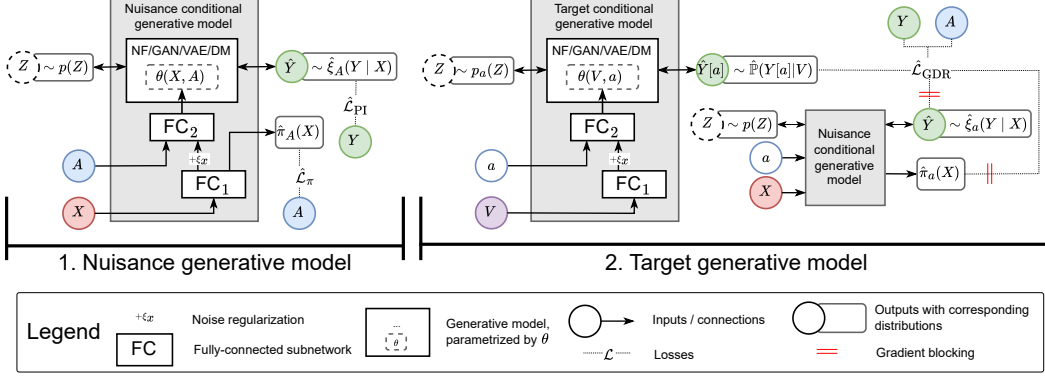 Nuisance conditional
generative model
NF/GAN/VAE/DM
θ(X, A)
Z ~ p(Z)
Ŷ ~ ξ̂_A(Y | X)
L̂_PI
Y
FC₂
π̂_A(X)
A
+ξx
L̂_π
FC₁
X
A
1. Nuisance generative model
Target conditional
generative model
NF/GAN/VAE/DM
θ(V, a)
Z ~ p_a(Z)
Ŷ[a] ~ P̂(Y[a]|V)
FC₂
a
+ξx
FC₁
V
Y A
L̂_GDR
Z ~ p(Z)
Ŷ ~ ξ̂_a(Y | X)
Nuisance
conditional
generative
model
a
X
π̂_a(X)
2. Target generative model
Legend
+ξx Noise regularization
FC Fully-connected subnetwork
...
θ
Generative model,
parametrized by θ
Inputs / connections
L Losses
Outputs with corresponding
distributions
Gradient blocking